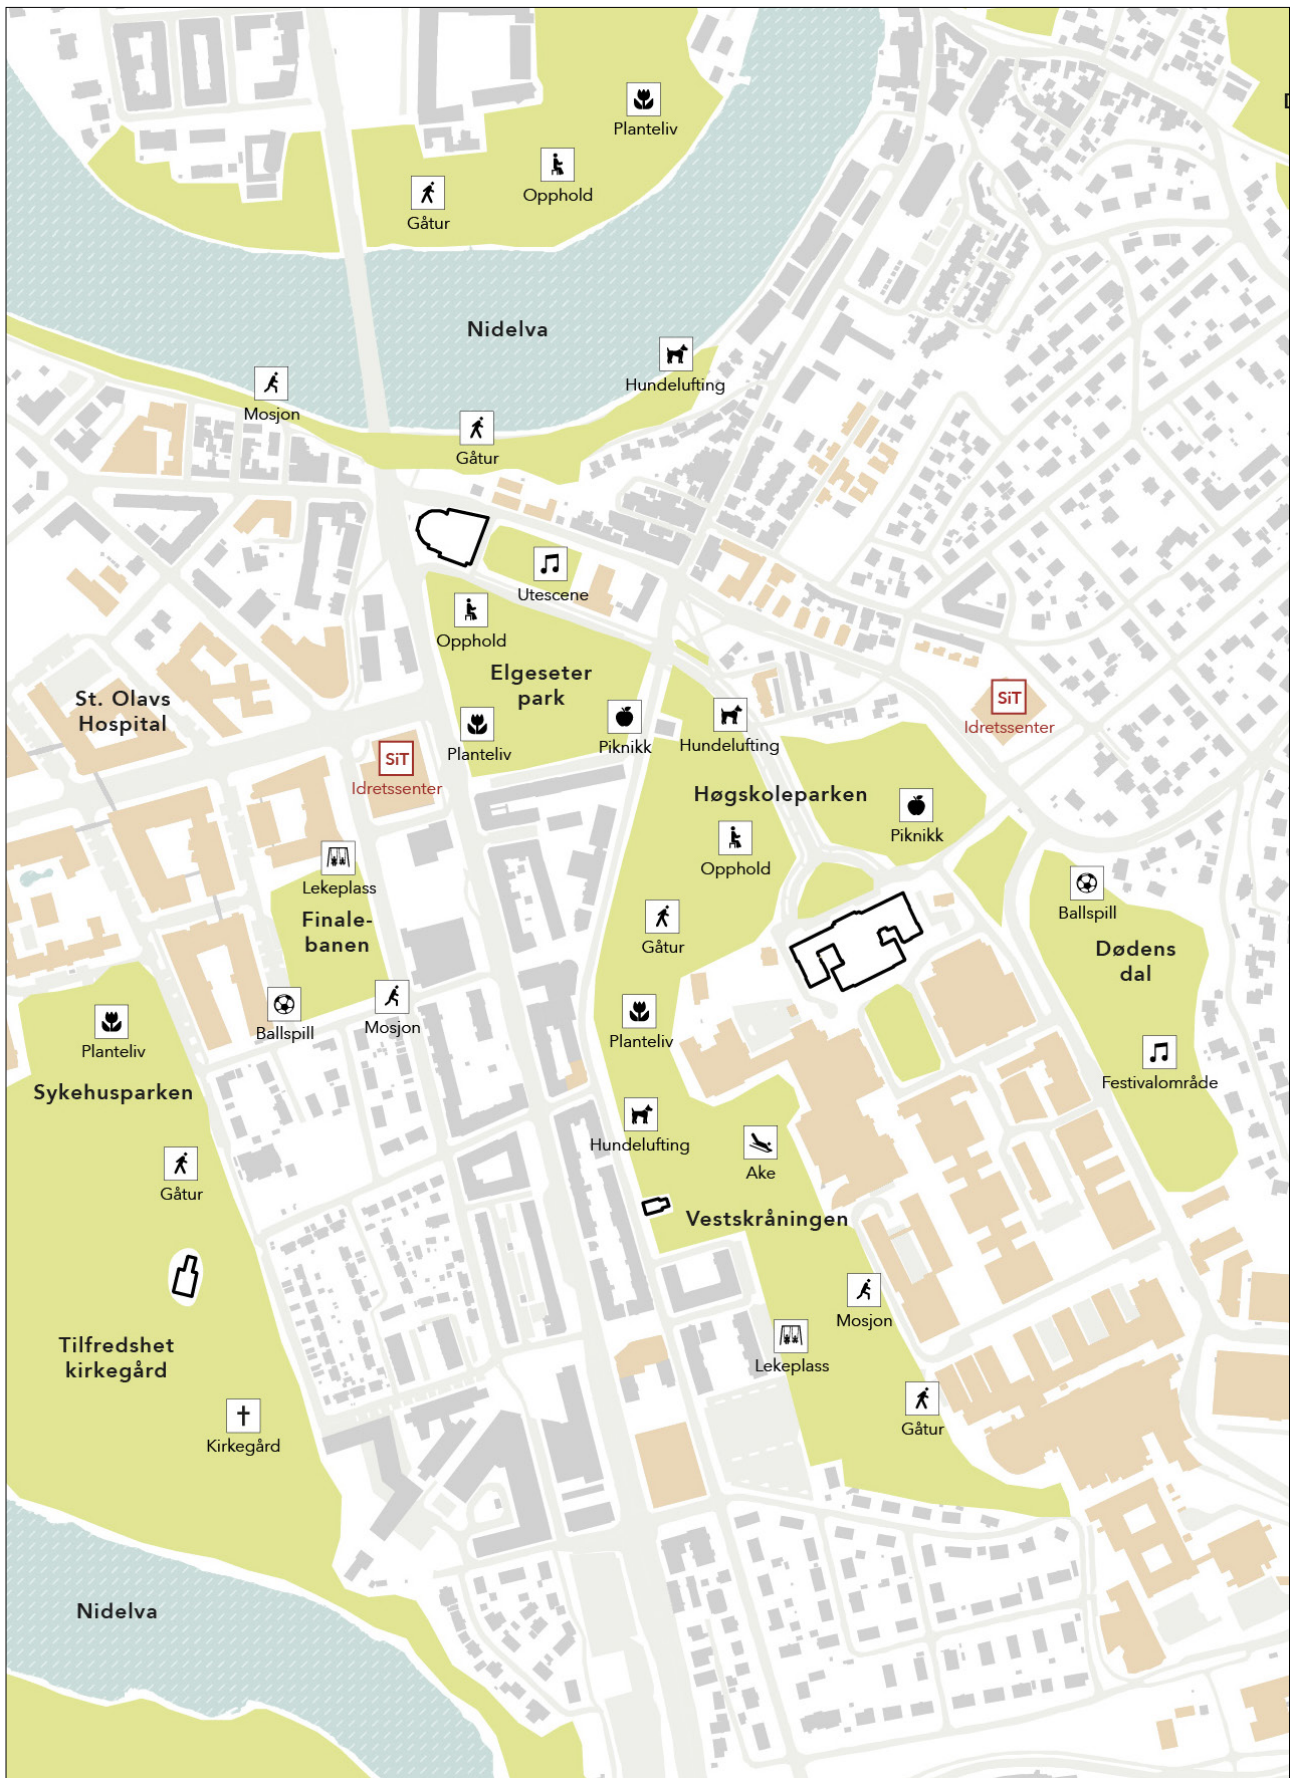 Planteliv
Opphold
Gåtur
Nidelva
Hundelufting
Mosjon
Gåtur
Utescene
Opphold
Elgeseter
park
St. Olavs
Hospital
SiT
Idrettssenter
Planteliv
Piknikk
Hundelufting
SiT
Idretssenter
Høgskoleparken
Piknikk
Opphold
Lekeplass
Finale-
banen
Gåtur
Ballspill
Dødens
dal
Planteliv
Ballspill
Mosjon
Planteliv
Festivalområde
Sykehusparken
Hundelufting
Ake
Gåtur
Vestskråningen
Mosjon
Tilfredshet
kirkegård
Lekeplass
Kirkegård
Gåtur
Nidelva